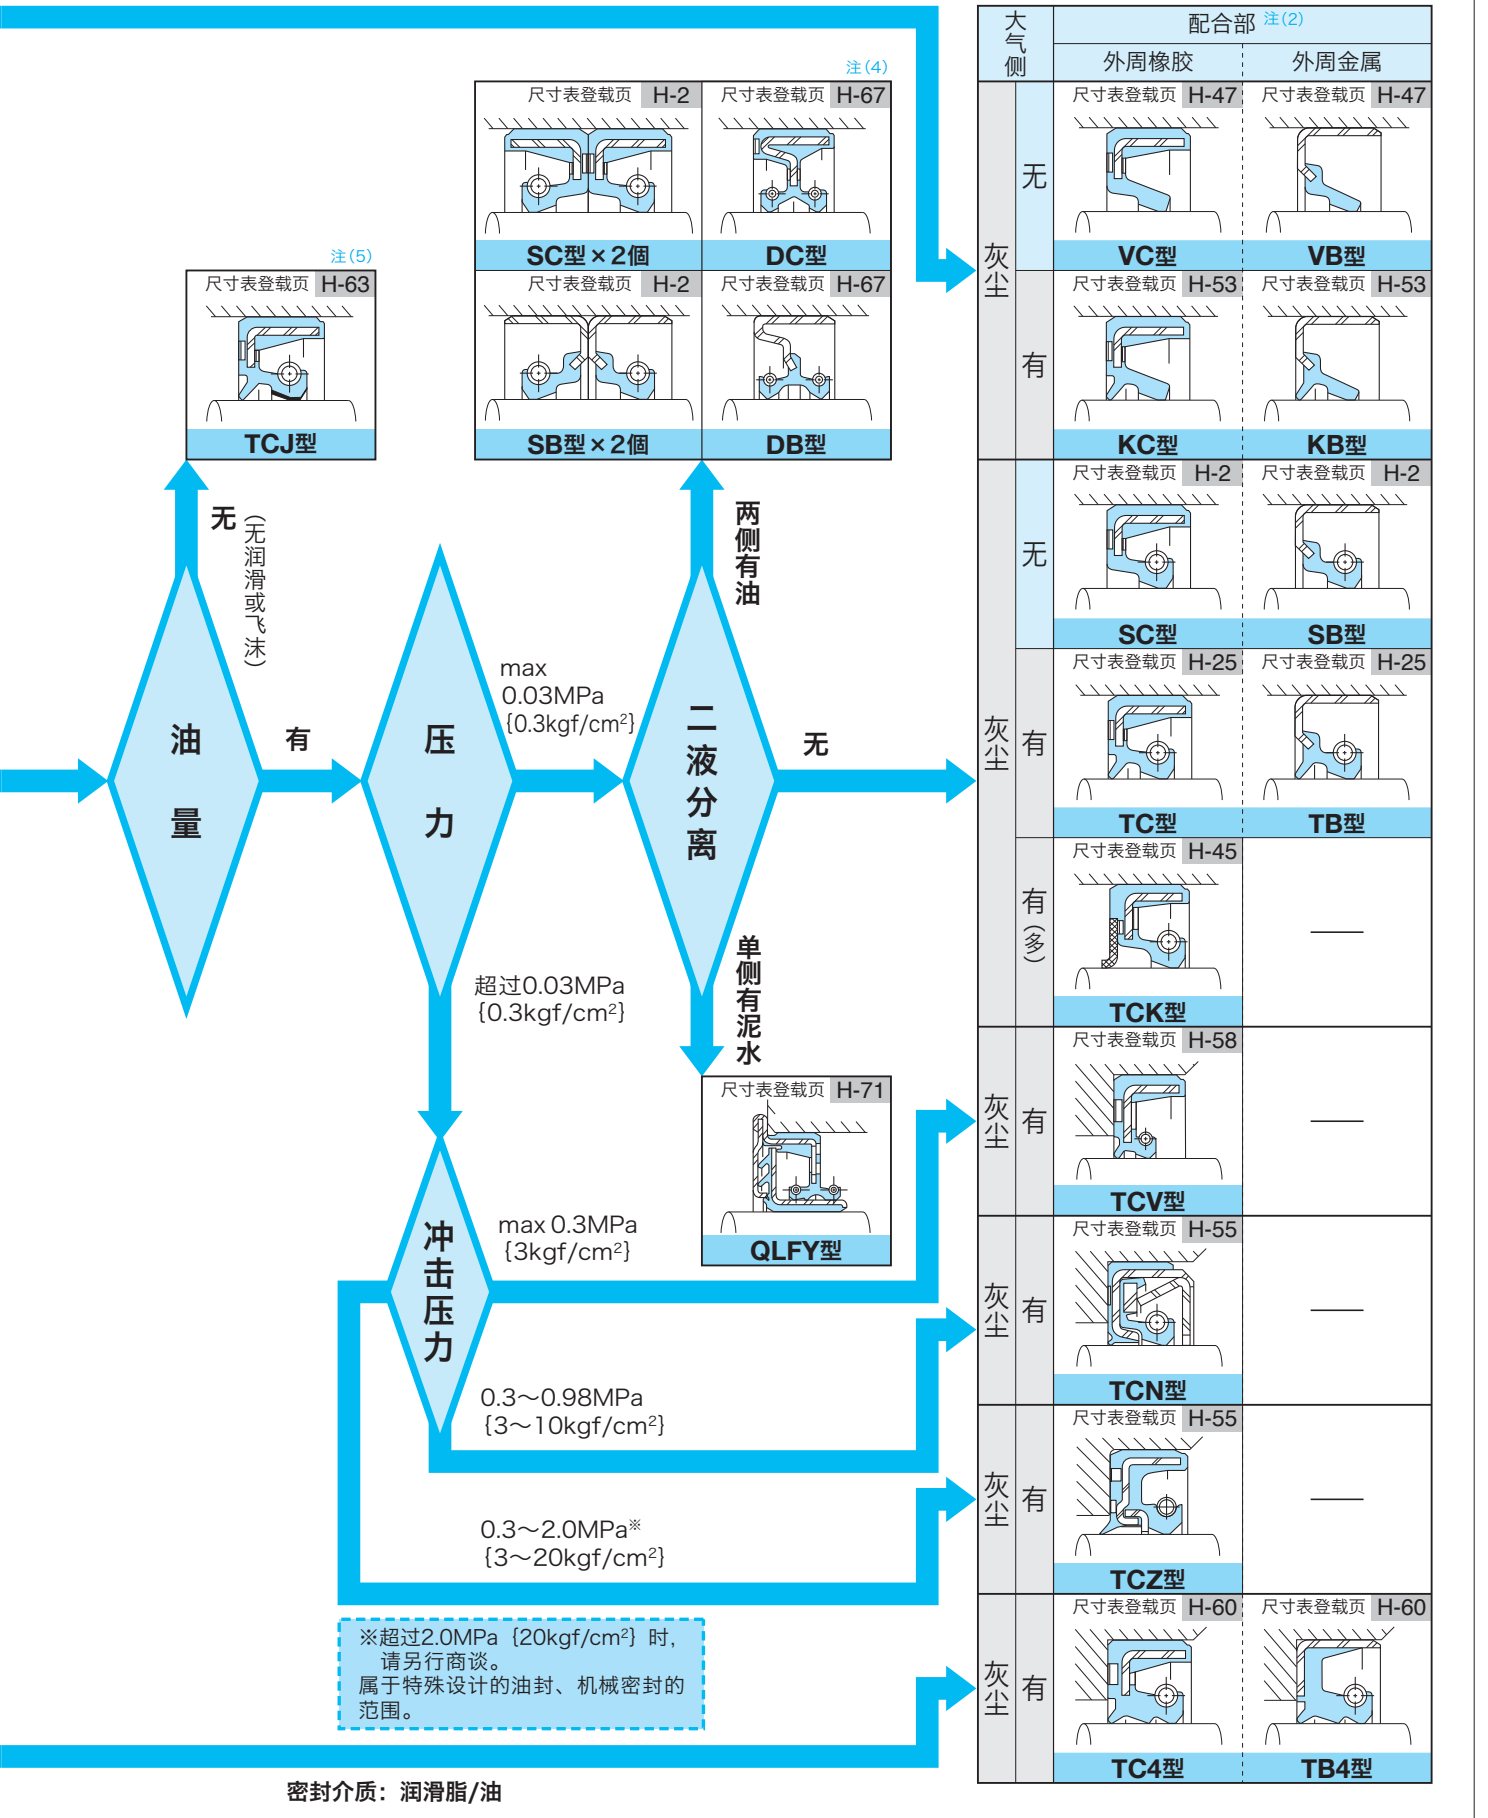 大气侧
配合部 注(2)
外周橡胶
外周金属
注(4)
尺寸表登载页 H-2
尺寸表登载页 H-67
SC型×2個
DC型
尺寸表登载页 H-2
尺寸表登载页 H-67
SB型×2個
DB型
注(5)
尺寸表登载页 H-63
TCJ型
灰尘
无
尺寸表登载页 H-47
尺寸表登载页 H-47
VC型
VB型
有
尺寸表登载页 H-53
尺寸表登载页 H-53
KC型
KB型
灰尘
无
尺寸表登载页 H-2
尺寸表登载页 H-2
SC型
SB型
有
尺寸表登载页 H-25
尺寸表登载页 H-25
TC型
TB型
有(多)
尺寸表登载页 H-45
TCK型
灰尘
有
尺寸表登载页 H-58
TCV型
灰尘
有
尺寸表登载页 H-55
TCN型
灰尘
有
尺寸表登载页 H-55
TCZ型
灰尘
有
尺寸表登载页 H-60
尺寸表登载页 H-60
TC4型
TB4型
无
(无润滑或飞沫)
油量
有
压力
max
0.03MPa
{0.3kgf/cm²}
两侧有油
二液分离
无
单侧有泥水
尺寸表登载页 H-71
QLFY型
超过0.03MPa
{0.3kgf/cm²}
冲击压力
max 0.3MPa
{3kgf/cm²}
0.3～0.98MPa
{3～10kgf/cm²}
0.3～2.0MPa※
{3～20kgf/cm²}
※超过2.0MPa {20kgf/cm²} 时,
请另行商谈。
属于特殊设计的油封、机械密封的
范围。
密封介质：润滑脂/油